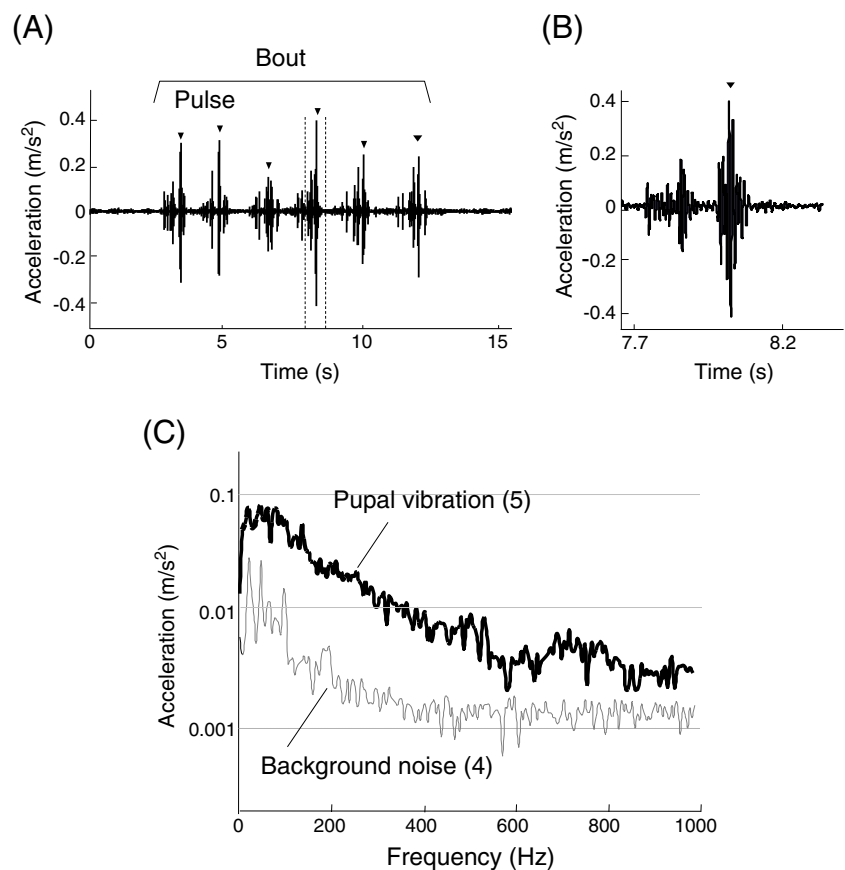 (A)
Bout
Pulse
Acceleration (m/s²)
0.4
0.2
0
-0.2
-0.4
0
5
10
15
Time (s)
(B)
Acceleration (m/s²)
0.4
0.2
0
-0.2
-0.4
7.7
8.2
Time (s)
(C)
Acceleration (m/s²)
0.1
0.01
0.001
Pupal vibration (5)
Background noise (4)
0
200
400
600
800
1000
Frequency (Hz)